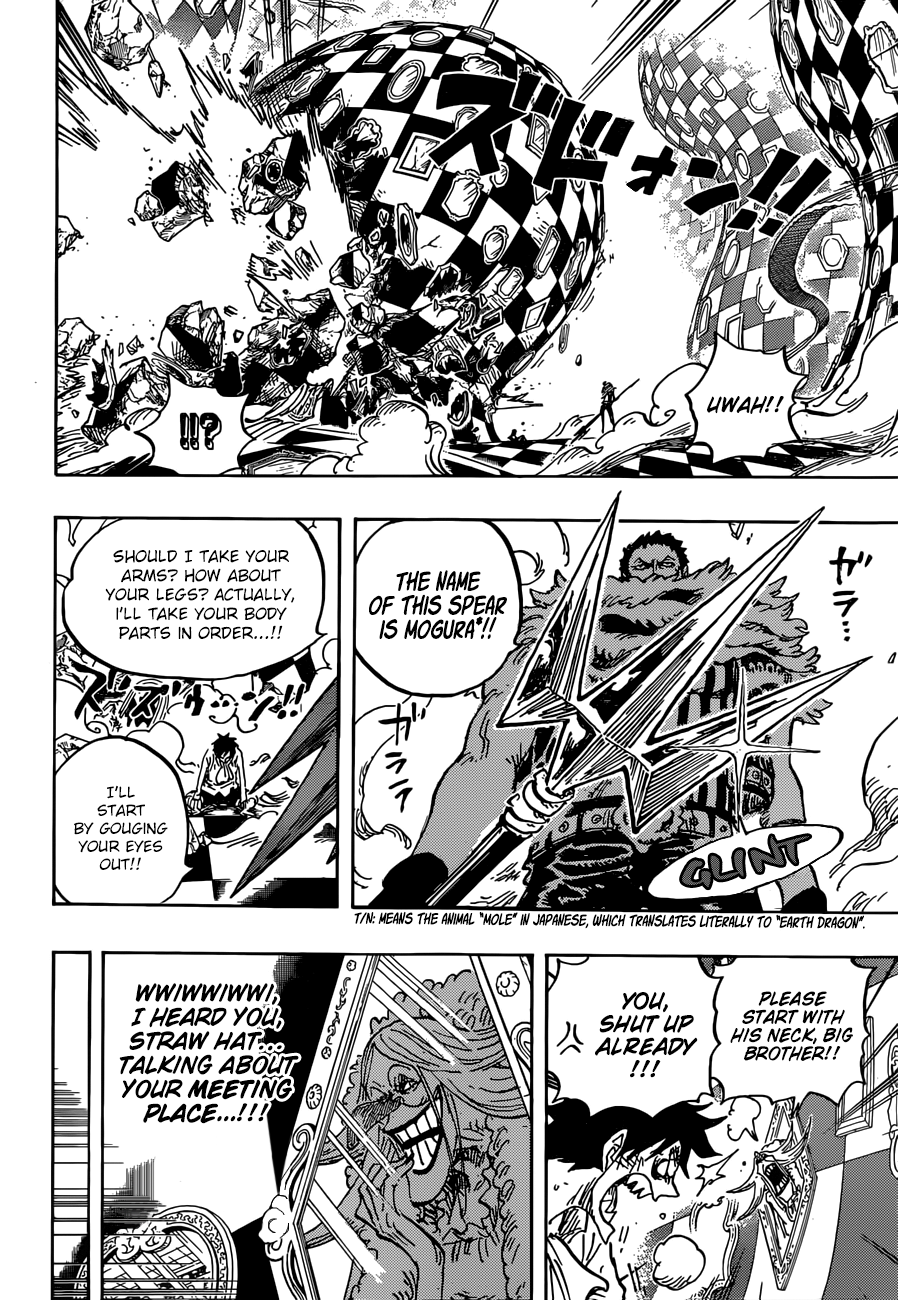 ズドォン!!
UWAH!!
!!?
THE NAME
OF THIS SPEAR
IS MOGURA*!!
ガラ...
ガラ
GLINT
SHOULD I TAKE YOUR
ARMS? HOW ABOUT
YOUR LEGS? ACTUALLY,
I'LL TAKE YOUR BODY
PARTS IN ORDER...!!
ズズゥン!!
I'LL
START
BY GOUGING
YOUR EYES
OUT!!
T/N: MEANS THE ANIMAL "MOLE" IN JAPANESE, WHICH TRANSLATES LITERALLY TO "EARTH DRAGON".
PLEASE
START WITH
HIS NECK, BIG
BROTHER!!
YOU,
SHUT UP
ALREADY
!!!
WIWIWIWI,
I HEARD YOU,
STRAW HAT...
TALKING ABOUT
YOUR MEETING
PLACE...!!!